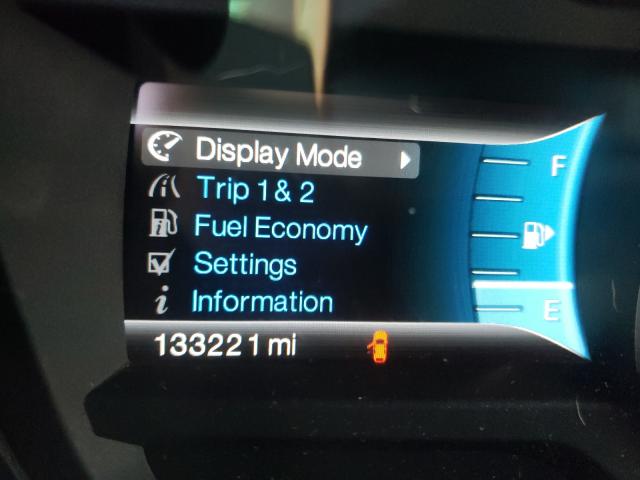 Display Mode
Trip 1 & 2
Fuel Economy
Settings
Information
133221 mi
F
E